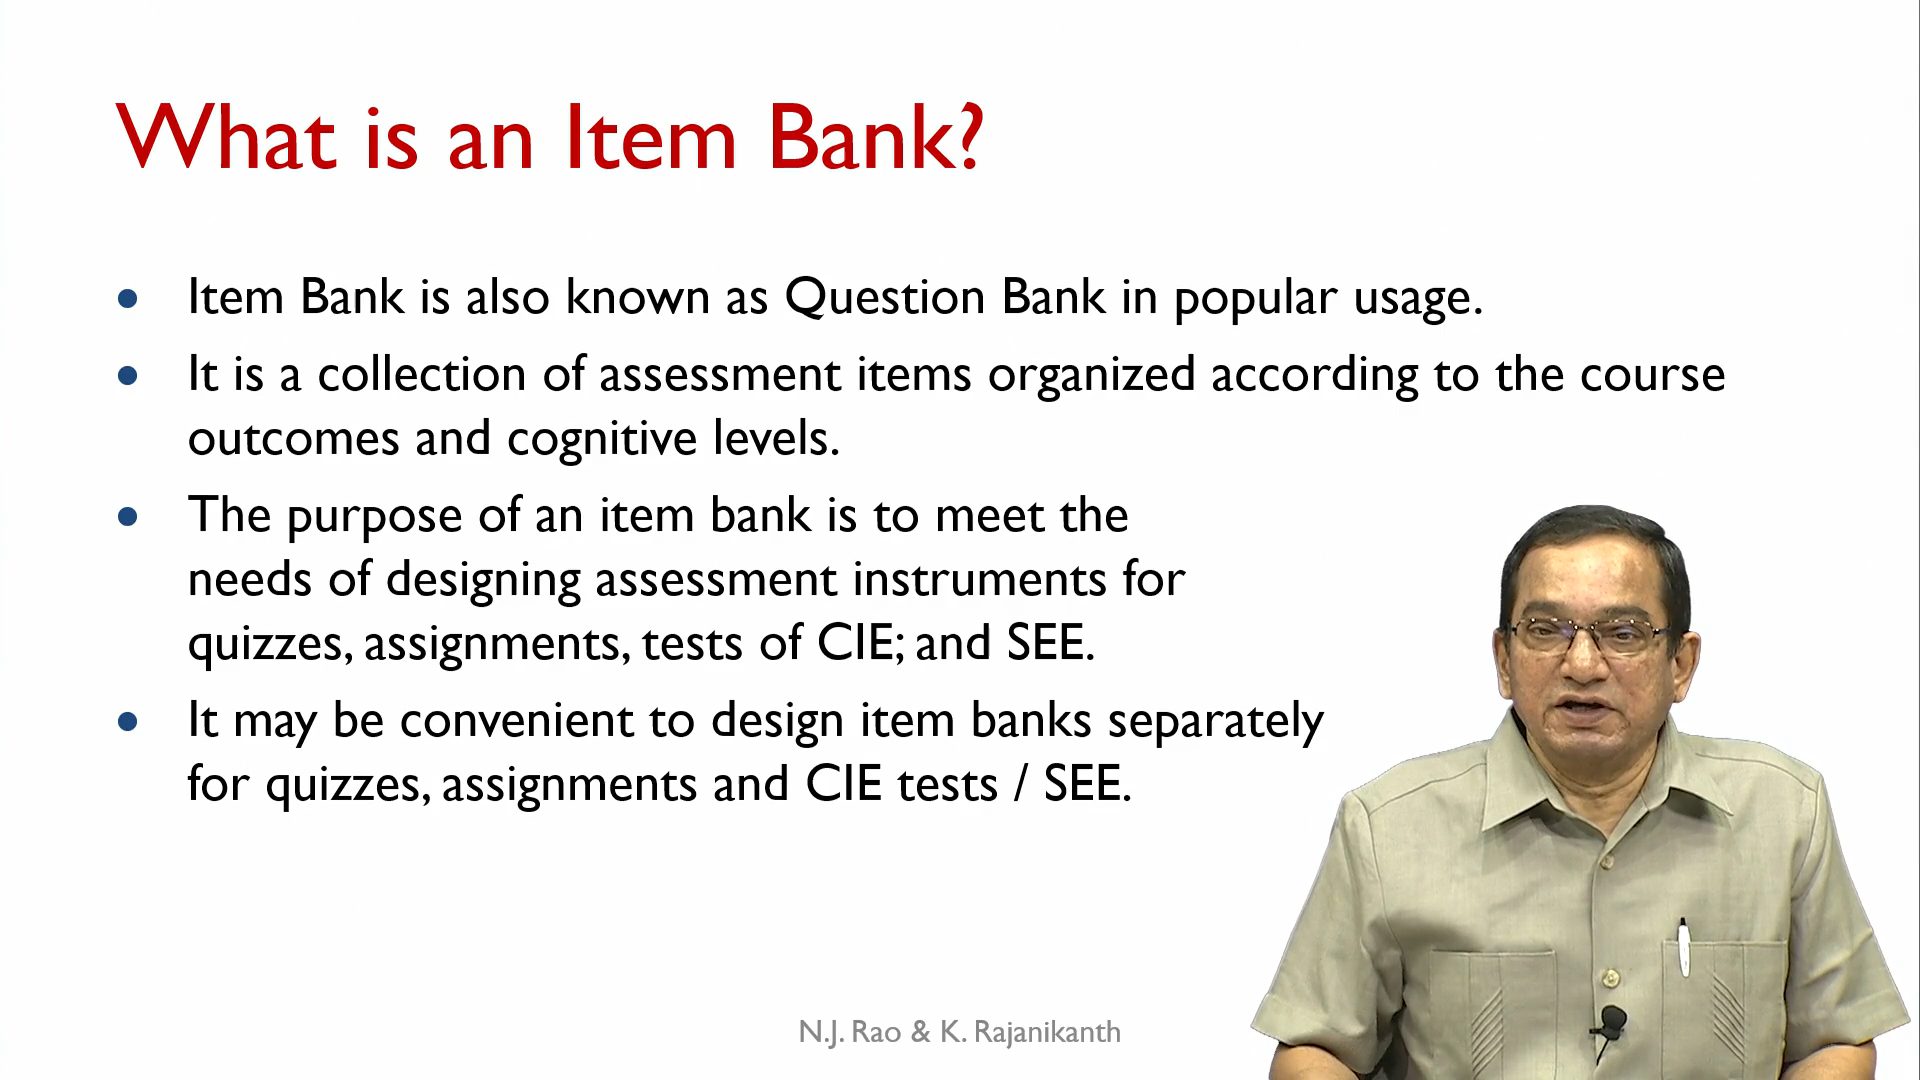 What is an Item Bank?
• Item Bank is also known as Question Bank in popular usage.
• It is a collection of assessment items organized according to the course
outcomes and cognitive levels.
• The purpose of an item bank is to meet the
needs of designing assessment instruments for
quizzes, assignments, tests of CIE; and SEE.
• It may be convenient to design item banks separately
for quizzes, assignments and CIE tests / SEE.
N.J. Rao & K. Rajanikanth